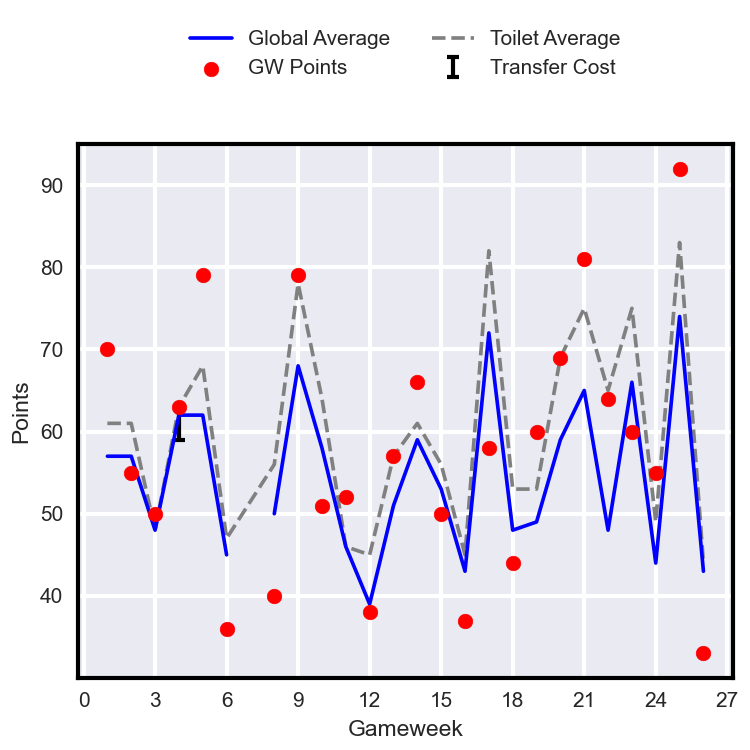 Global Average
Toilet Average
GW Points
Transfer Cost
90
80
70
60
50
40
Points
0 3 6 9 12 15 18 21 24 27
Gameweek